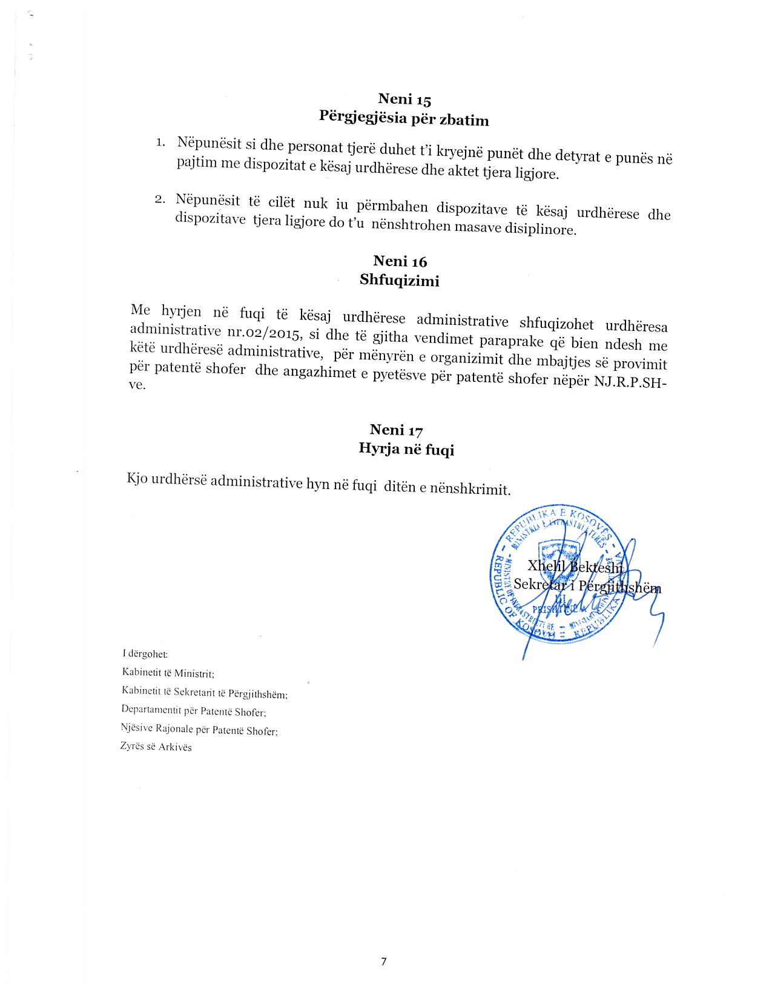 Neni 15
Përgjegjësia për zbatim
1. Nëpunësit si dhe personat tjerë duhet t’i kryejnë punët dhe detyrat e punës në
pajtim me dispozitat e kësaj urdhërese dhe aktet tjera ligjore.
2. Nëpunësit të cilët nuk iu përmbahen dispozitave të kësaj urdhërese dhe
dispozitave tjera ligjore do t’u nënshtrohen masave disiplinore.
Neni 16
Shfuqizimi
Me hyrjen në fuqi të kësaj urdhërese administrative shfuqizohet urdhëresa
administrative nr.02/2015, si dhe të gjitha vendimet paraprake që bien ndesh me
këtë urdhëresë administrative, për mënyrën e organizimit dhe mbajtjes së provimit
për patentë shofer dhe angazhimet e pyetësve për patentë shofer nëpër NJ.R.P.SH-
ve.
Neni 17
Hyrja në fuqi
Kjo urdhërsë administrative hyn në fuqi ditën e nënshkrimit.
REPUBLIKA E KOSOVËS
MINISTRIA E INFRASTRUKTURËS
REPUBLIC OF KOSOVO
MINISTRY OF INFRASTRUCTURE
REPUBLIKA
Xhelil Bekteshi
Sekretar i Përgjithshëm
III
PRISHTINË
I dërgohet:
Kabinetit të Ministrit;
Kabinetit të Sekretarit të Përgjithshëm;
Departamentit për Patentë Shofer;
Njësive Rajonale për Patentë Shofer;
Zyrës së Arkivës
7